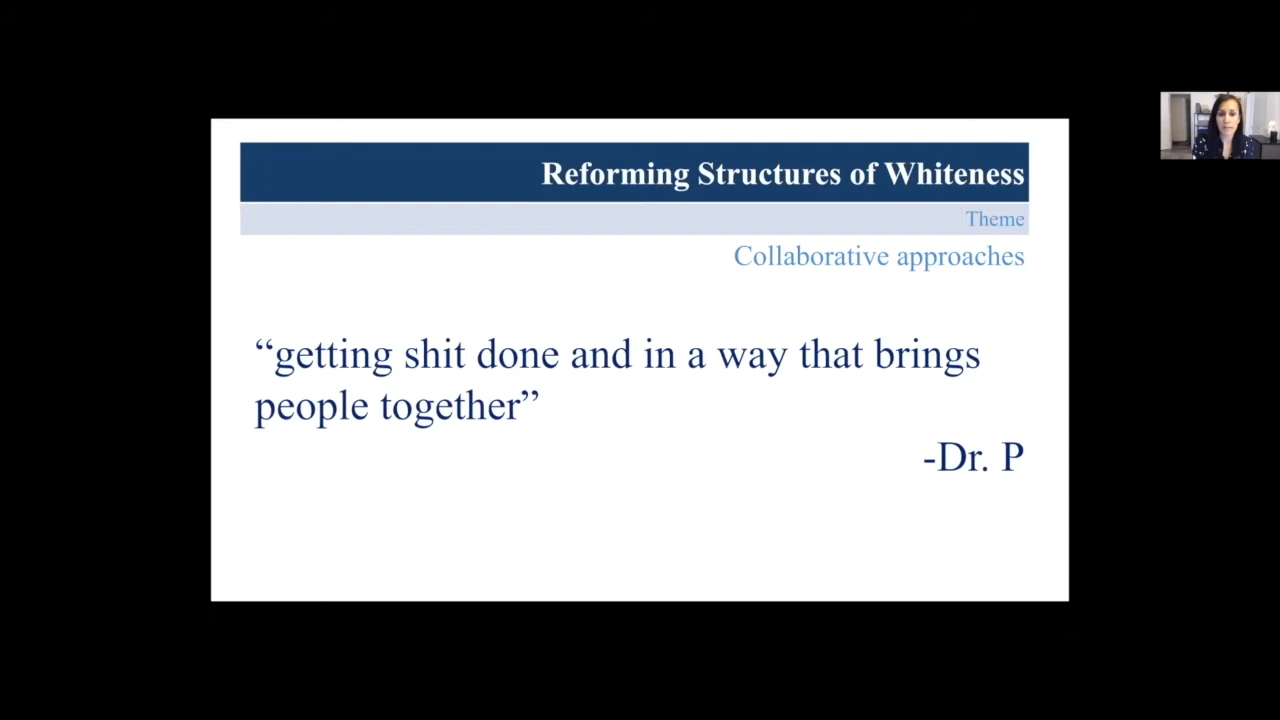 Reforming Structures of Whiteness
Theme
Collaborative approaches
“getting shit done and in a way that brings
people together”
-Dr. P